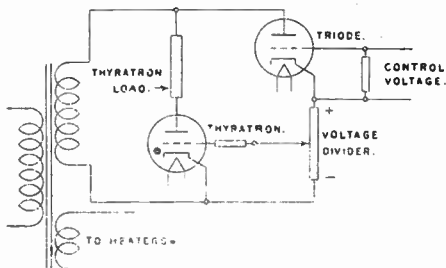 TRIODE.
CONTROL
VOLTAGE.
THYRATRON
LOAD.
THYRATRON.
+
VOLTAGE
DIVIDER.
−
TO HEATERS